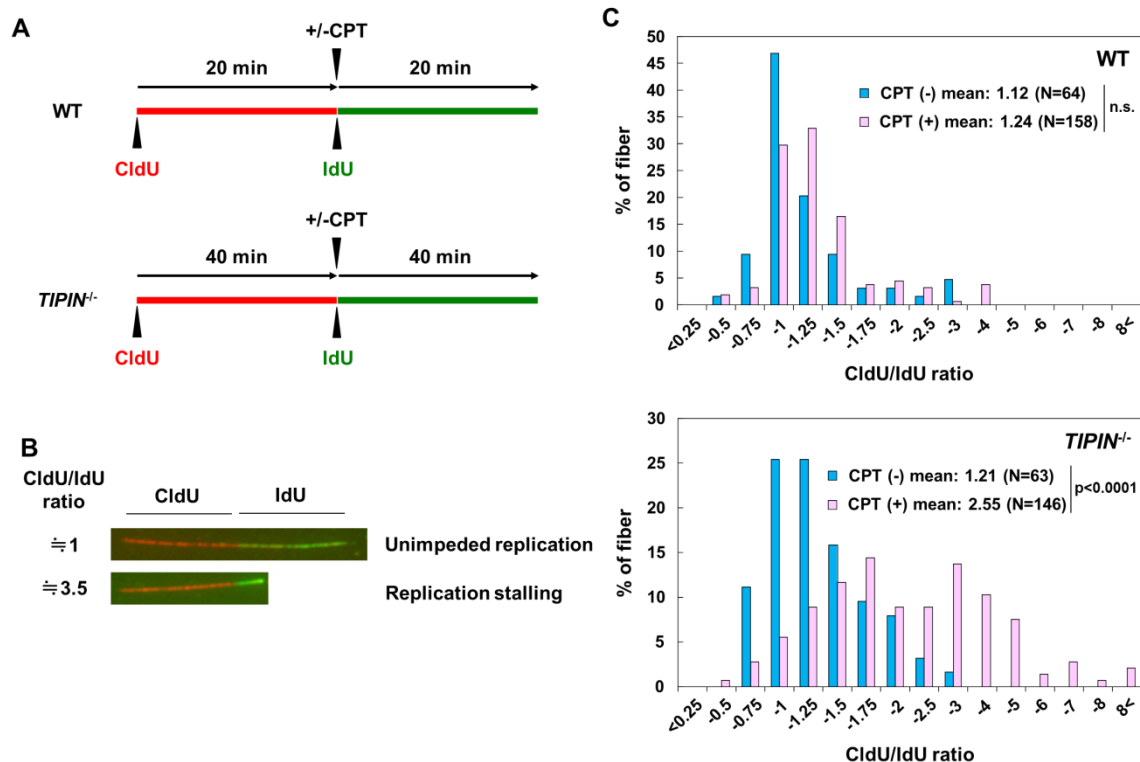 A
+/-CPT
20 min
20 min
WT
CldU
IdU
+/-CPT
40 min
40 min
TIPIN-/-
CldU
IdU
B
CldU/IdU
ratio
CldU
IdU
≒1
Unimpeded replication
≒3.5
Replication stalling
C
WT
CPT (-) mean: 1.12 (N=64)
CPT (+) mean: 1.24 (N=158)
n.s.
% of fiber
50
45
40
35
30
25
20
15
10
5
0
<0.25
-0.5
-0.75
-1
-1.25
-1.5
-1.75
-2
-2.5
-3
-4
-5
-6
-7
-8
8<
CldU/IdU ratio
TIPIN-/-
CPT (-) mean: 1.21 (N=63)
CPT (+) mean: 2.55 (N=146)
p<0.0001
% of fiber
30
25
20
15
10
5
0
<0.25
-0.5
-0.75
-1
-1.25
-1.5
-1.75
-2
-2.5
-3
-4
-5
-6
-7
-8
8<
CldU/IdU ratio